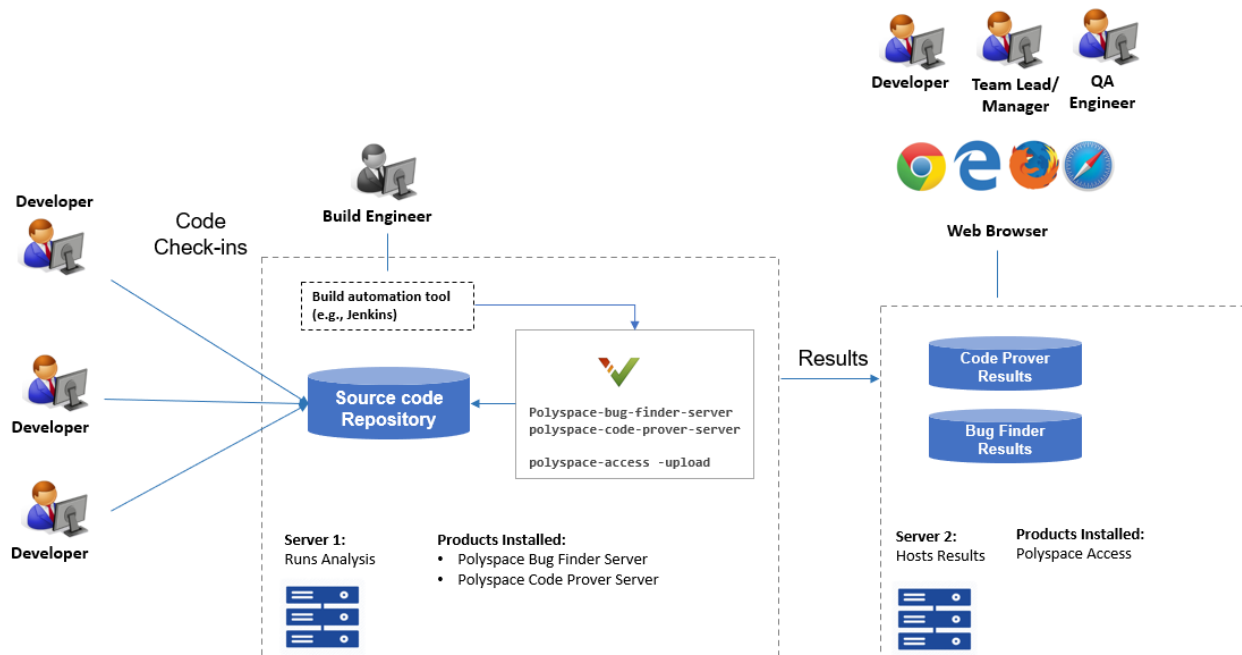 Developer
Team Lead/
Manager
QA
Engineer
Developer
Code
Check-ins
Build Engineer
Web Browser
Build automation tool
(e.g., Jenkins)
Source code
Repository
Polyspace-bug-finder-server
polyspace-code-prover-server
polyspace-access -upload
Results
Code Prover
Results
Bug Finder
Results
Developer
Developer
Server 1:
Runs Analysis
Products Installed:
• Polyspace Bug Finder Server
• Polyspace Code Prover Server
Server 2:
Hosts Results
Products Installed:
Polyspace Access